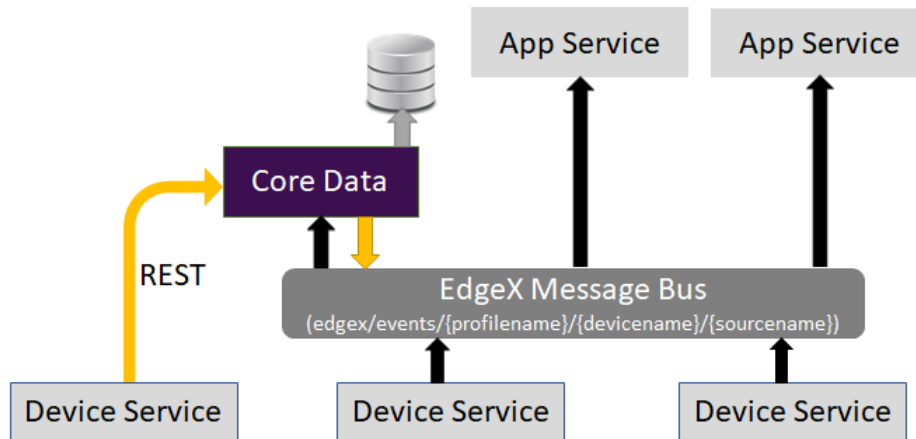 App Service
App Service
Core Data
REST
EdgeX Message Bus
(edgex/events/{profilename}/{devicename}/{sourcename})
Device Service
Device Service
Device Service